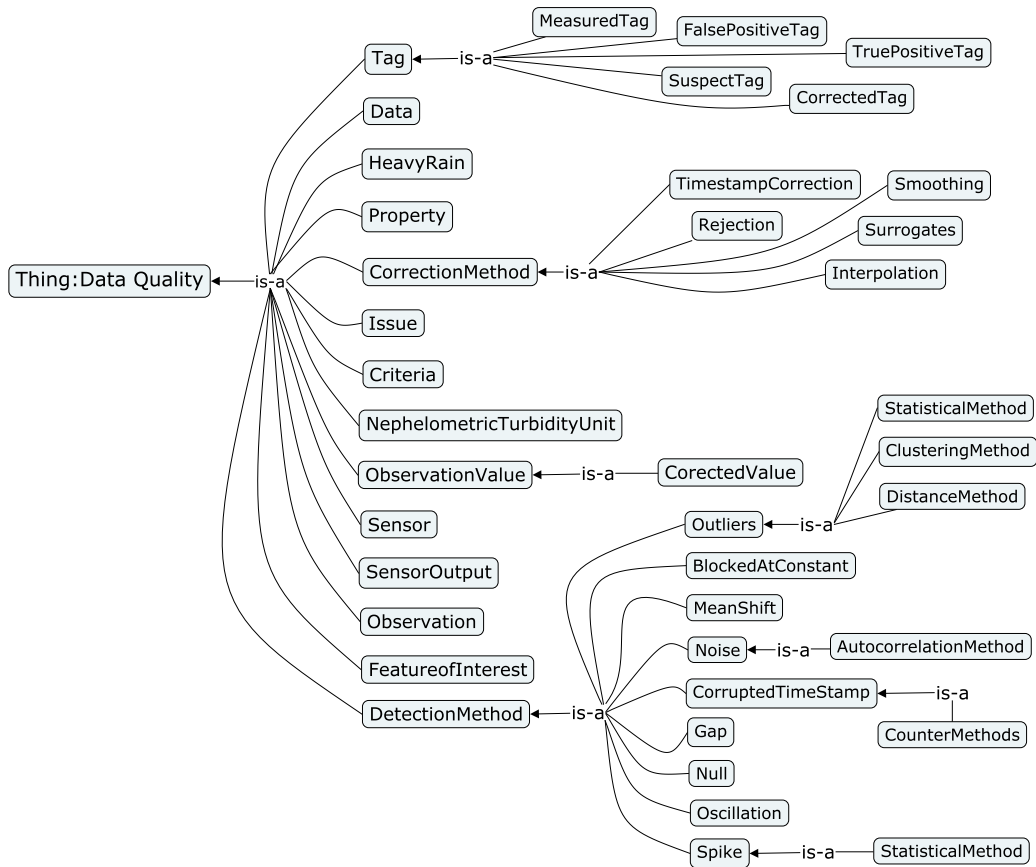 MeasuredTag
FalsePositiveTag
TruePositiveTag
Tag
is-a
SuspectTag
CorrectedTag
Data
HeavyRain
TimestampCorrection
Smoothing
Property
Rejection
Surrogates
Thing:Data Quality
is-a
CorrectionMethod
is-a
Interpolation
Issue
Criteria
StatisticalMethod
NephelometricTurbidityUnit
ClusteringMethod
ObservationValue
is-a
CorectedValue
DistanceMethod
Sensor
Outliers
is-a
SensorOutput
BlockedAtConstant
Observation
MeanShift
Noise
is-a
AutocorrelationMethod
FeatureofInterest
CorruptedTimeStamp
is-a
DetectionMethod
is-a
Gap
CounterMethods
Null
Oscillation
Spike
is-a
StatisticalMethod